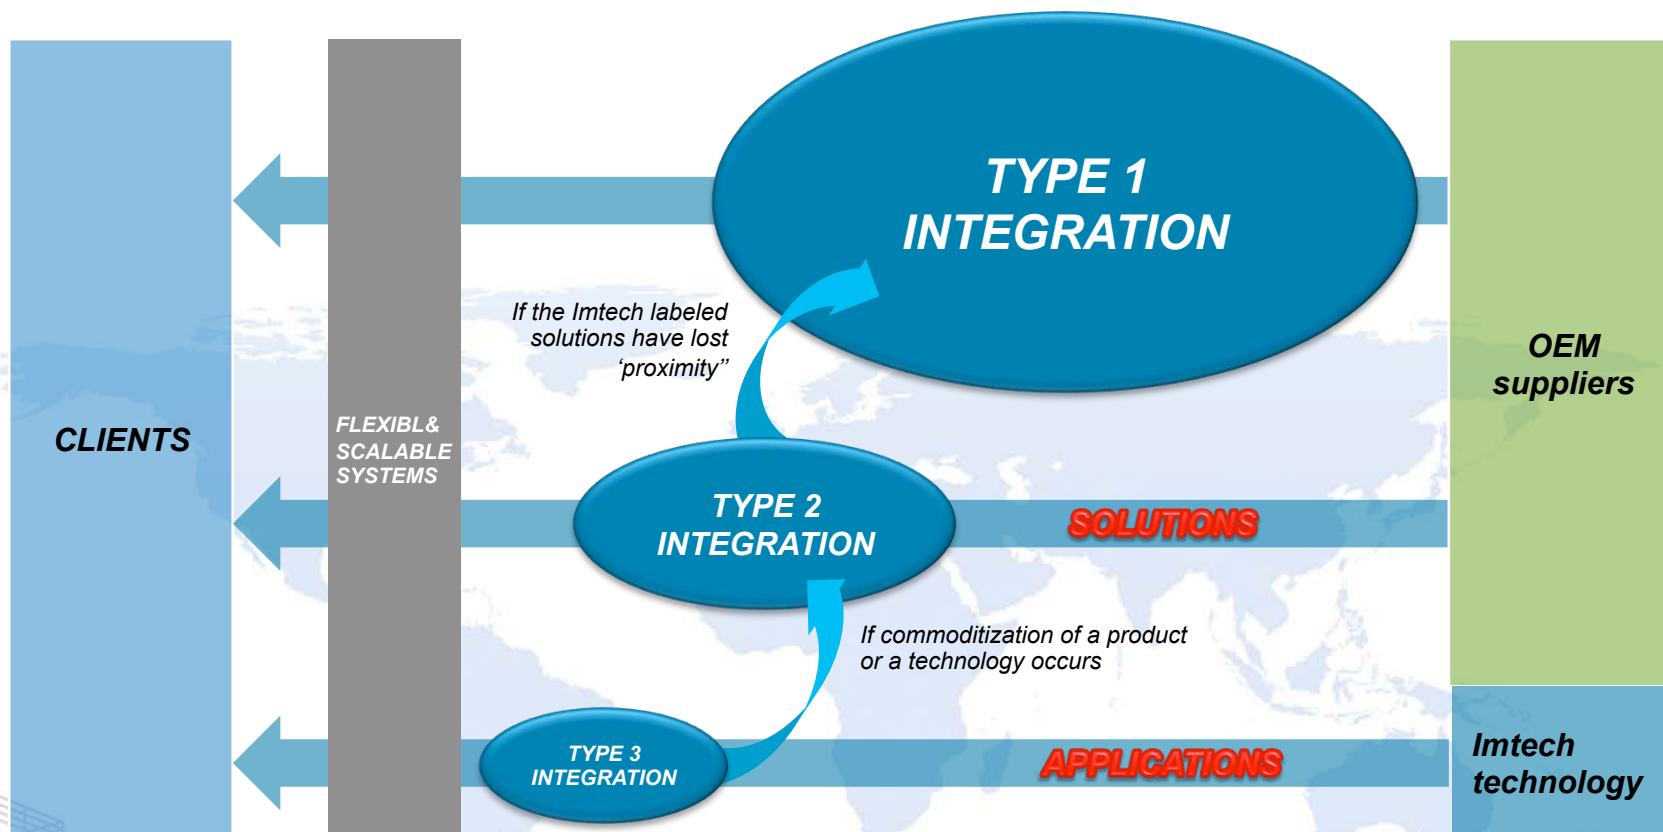 TYPE 1
INTEGRATION
If the Imtech labeled
solutions have lost
‘proximity”
OEM
suppliers
CLIENTS
FLEXIBL&
SCALABLE
SYSTEMS
TYPE 2
INTEGRATION
SOLUTIONS
If commoditization of a product
or a technology occurs
TYPE 3
INTEGRATION
APPLICATIONS
Imtech
technology